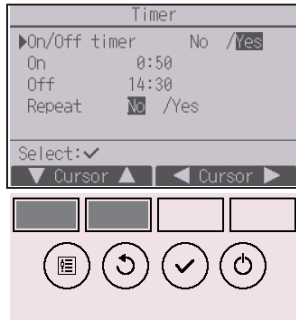 Timer
▶On/Off timer No /Yes
On 0:50
Off 14:30
Repeat No /Yes
Select:✓
▼ Cursor ▲ ◀ Cursor ▶